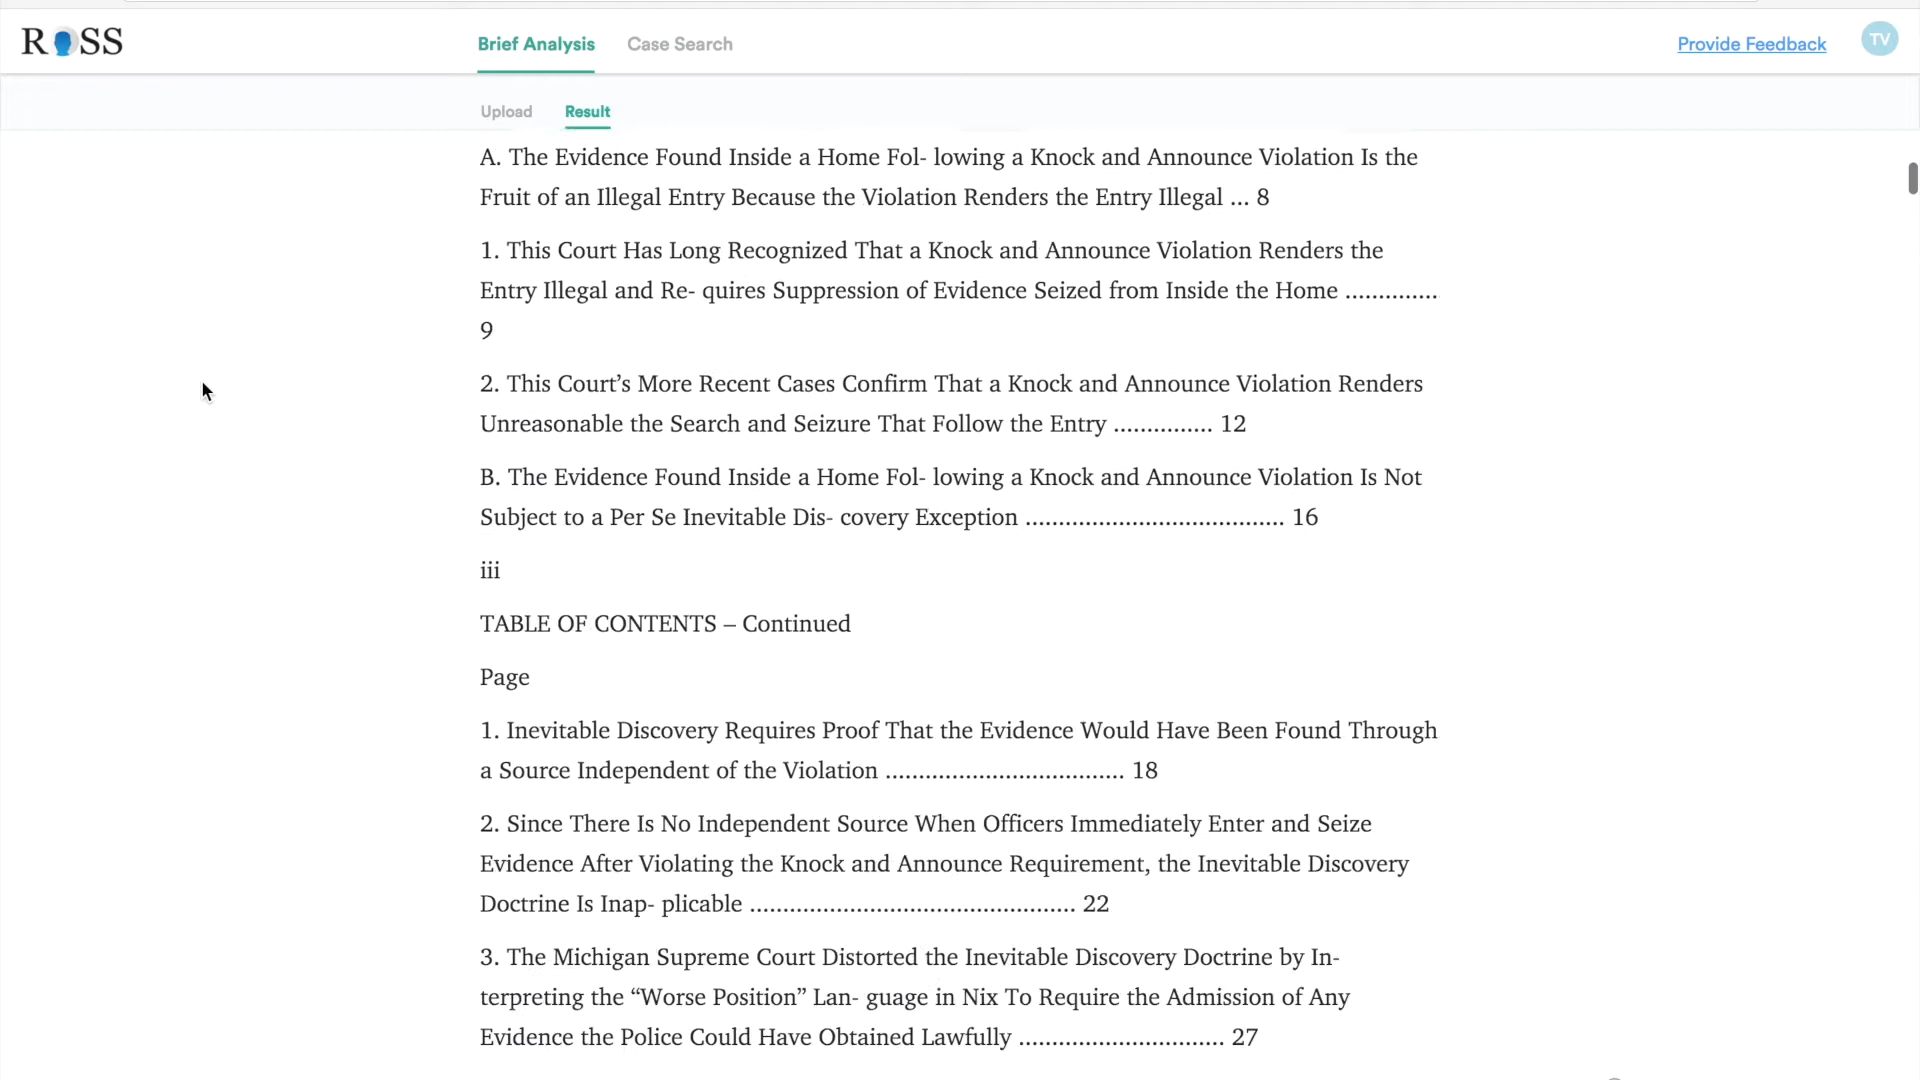 ROSS
Brief Analysis
Case Search
Provide Feedback
TV
Upload
Result
A. The Evidence Found Inside a Home Fol- lowing a Knock and Announce Violation Is the
Fruit of an Illegal Entry Because the Violation Renders the Entry Illegal ... 8
1. This Court Has Long Recognized That a Knock and Announce Violation Renders the
Entry Illegal and Re- quires Suppression of Evidence Seized from Inside the Home ..............
9
2. This Court’s More Recent Cases Confirm That a Knock and Announce Violation Renders
Unreasonable the Search and Seizure That Follow the Entry ............... 12
B. The Evidence Found Inside a Home Fol- lowing a Knock and Announce Violation Is Not
Subject to a Per Se Inevitable Dis- covery Exception ....................................... 16
iii
TABLE OF CONTENTS – Continued
Page
1. Inevitable Discovery Requires Proof That the Evidence Would Have Been Found Through
a Source Independent of the Violation .................................... 18
2. Since There Is No Independent Source When Officers Immediately Enter and Seize
Evidence After Violating the Knock and Announce Requirement, the Inevitable Discovery
Doctrine Is Inap- plicable ................................................. 22
3. The Michigan Supreme Court Distorted the Inevitable Discovery Doctrine by In-
terpreting the “Worse Position” Lan- guage in Nix To Require the Admission of Any
Evidence the Police Could Have Obtained Lawfully ............................... 27